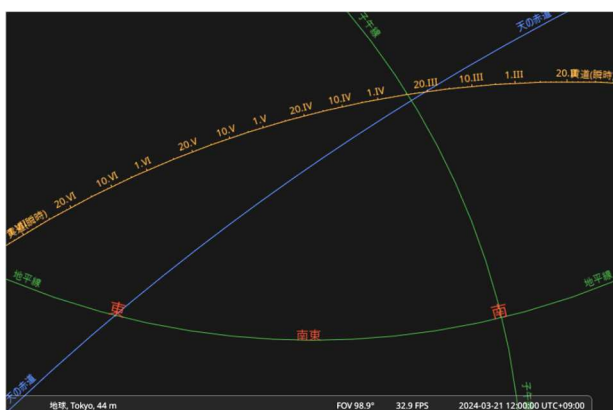 子午線
天の赤道
20.II
黄道(瞬時)
1.III
10.III
20.III
1.IV
10.IV
20.IV
1.V
10.V
20.V
1.VI
10.VI
20.VI
黄道(瞬時)
地平線
地平線
東
南東
南
天の赤道
子午線
地球, Tokyo, 44 m
FOV 98.9°
32.9 FPS
2024-03-21 12:00:00 UTC+09:00